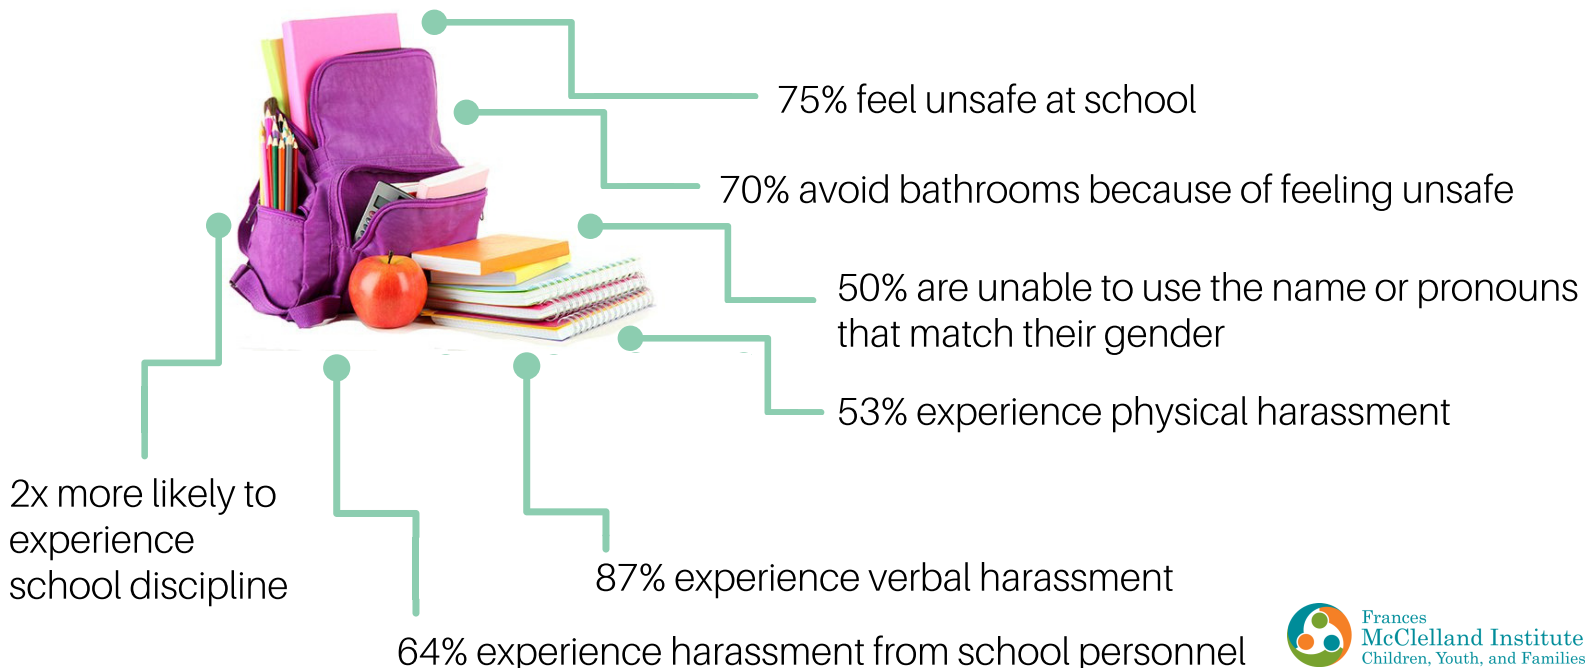 75% feel unsafe at school
70% avoid bathrooms because of feeling unsafe
50% are unable to use the name or pronouns
that match their gender
53% experience physical harassment
2x more likely to
experience
school discipline
87% experience verbal harassment
64% experience harassment from school personnel
Frances
McClelland Institute
Children, Youth, and Families